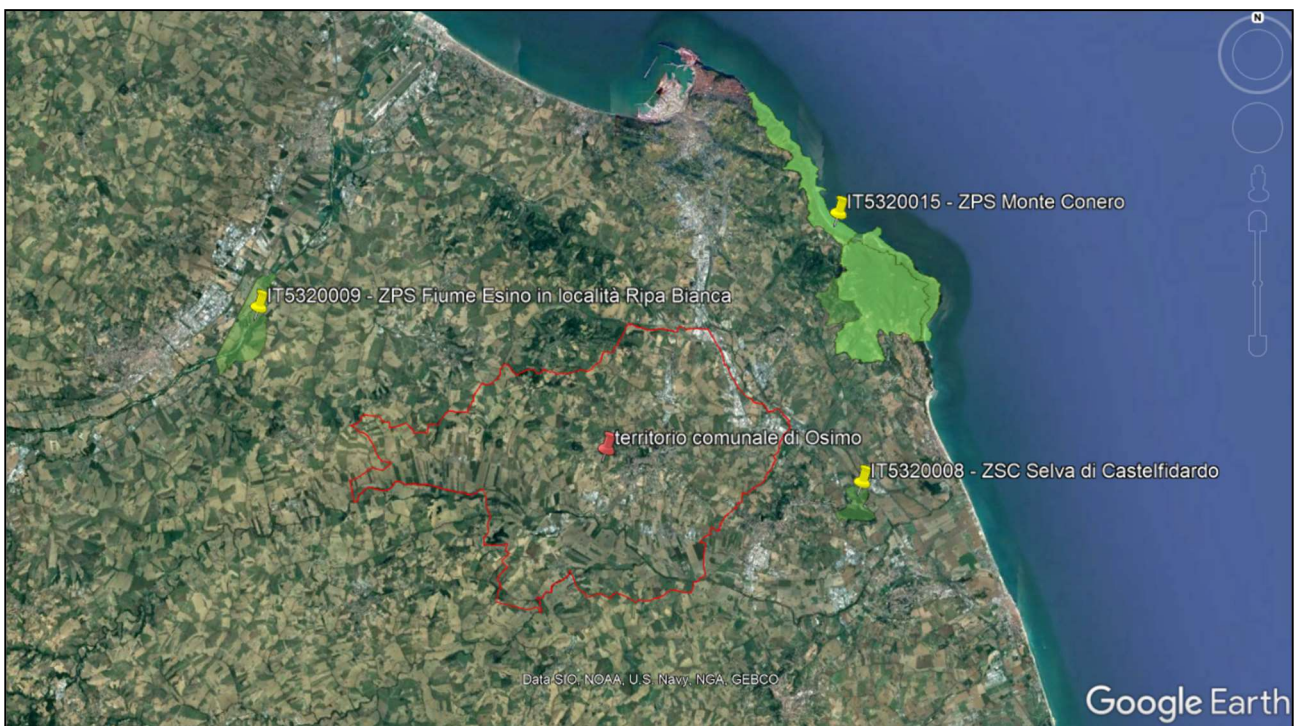 N
IT5320015 - ZPS Monte Conero
IT5320009 - ZPS Fiume Esino in località Ripa Bianca
territorio comunale di Osimo
IT5320008 - ZSC Selva di Castelfidardo
Data SIO, NOAA, U.S. Navy, NGA, GEBCO
Google Earth